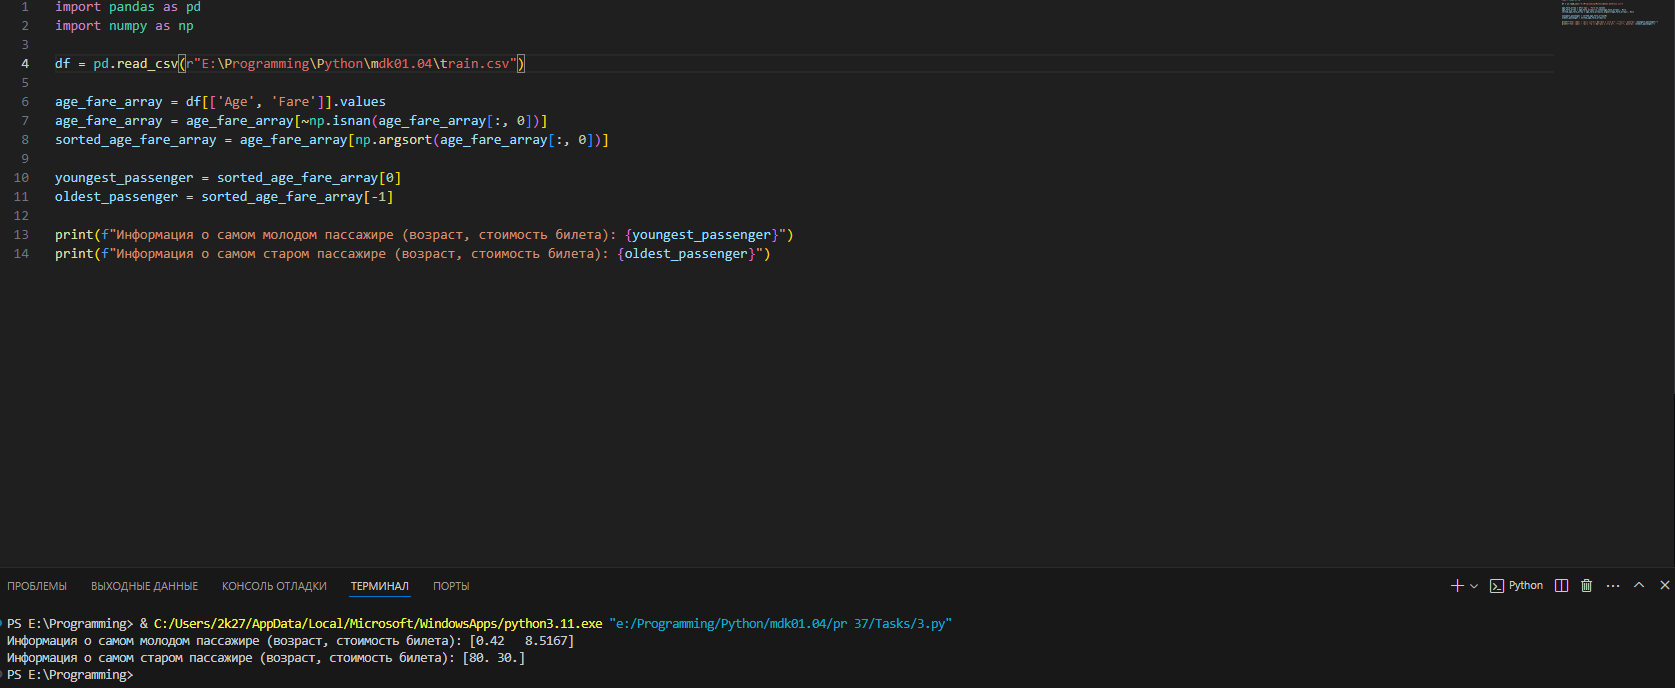 1 import pandas as pd
2 import numpy as np
3
4 df = pd.read_csv(r"E:\Programming\Python\mdk01.04\train.csv")
5
6 age_fare_array = df[['Age', 'Fare']].values
7 age_fare_array = age_fare_array[~np.isnan(age_fare_array[:, 0])]
8 sorted_age_fare_array = age_fare_array[np.argsort(age_fare_array[:, 0])]
9
10 youngest_passenger = sorted_age_fare_array[0]
11 oldest_passenger = sorted_age_fare_array[-1]
12
13 print(f"Информация о самом молодом пассажире (возраст, стоимость билета): {youngest_passenger}")
14 print(f"Информация о самом старом пассажире (возраст, стоимость билета): {oldest_passenger}")
ПРОБЛЕМЫ ВЫХОДНЫЕ ДАННЫЕ КОНСОЛЬ ОТЛАДКИ ТЕРМИНАЛ ПОРТЫ Python
PS E:\Programming> & C:/Users/2k27/AppData/Local/Microsoft/WindowsApps/python3.11.exe "e:/Programming/Python/mdk01.04/pr 37/Tasks/3.py"
Информация о самом молодом пассажире (возраст, стоимость билета): [0.42   8.5167]
Информация о самом старом пассажире (возраст, стоимость билета): [80. 30.]
PS E:\Programming>